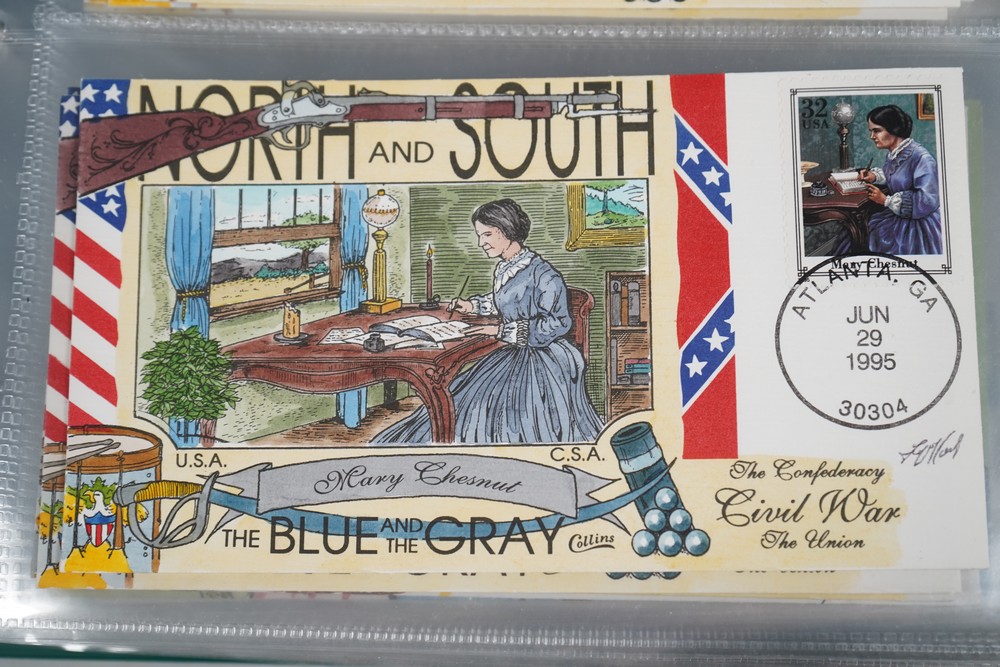 NORTH AND SOUTH
32
USA
Mary Chesnut
ATLANTA, GA
JUN
29
1995
30304
U.S.A.
C.S.A.
Mary Chesnut
THE BLUE AND THE GRAY
Collins
The Confederacy
Civil War
The Union